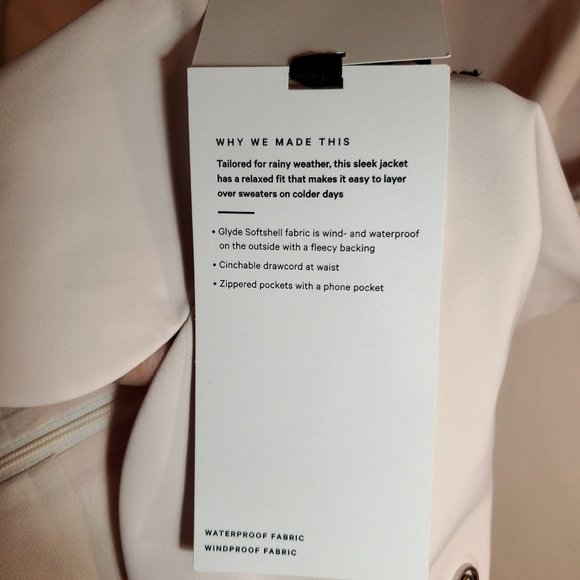 WHY WE MADE THIS
Tailored for rainy weather, this sleek jacket
has a relaxed fit that makes it easy to layer
over sweaters on colder days
• Glyde Softshell fabric is wind- and waterproof
on the outside with a fleecy backing
• Cinchable drawcord at waist
• Zippered pockets with a phone pocket
WATERPROOF FABRIC
WINDPROOF FABRIC